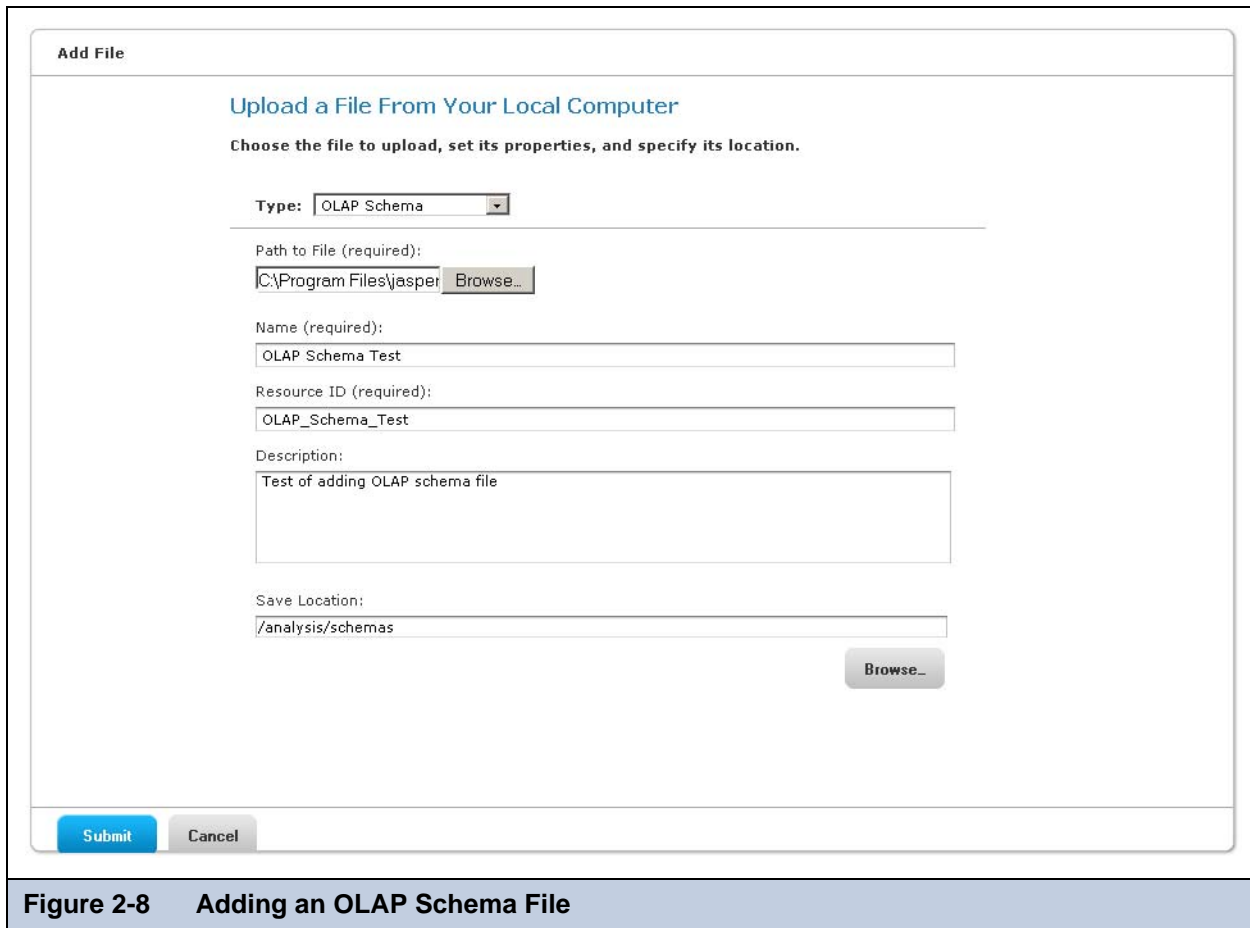 Add File
Upload a File From Your Local Computer
Choose the file to upload, set its properties, and specify its location.
Type: OLAP Schema
Path to File (required):
C:\Program Files\jasper Browse...
Name (required):
OLAP Schema Test
Resource ID (required):
OLAP_Schema_Test
Description:
Test of adding OLAP schema file
Save Location:
/analysis/schemas
Browse...
Submit Cancel
Figure 2-8 Adding an OLAP Schema File